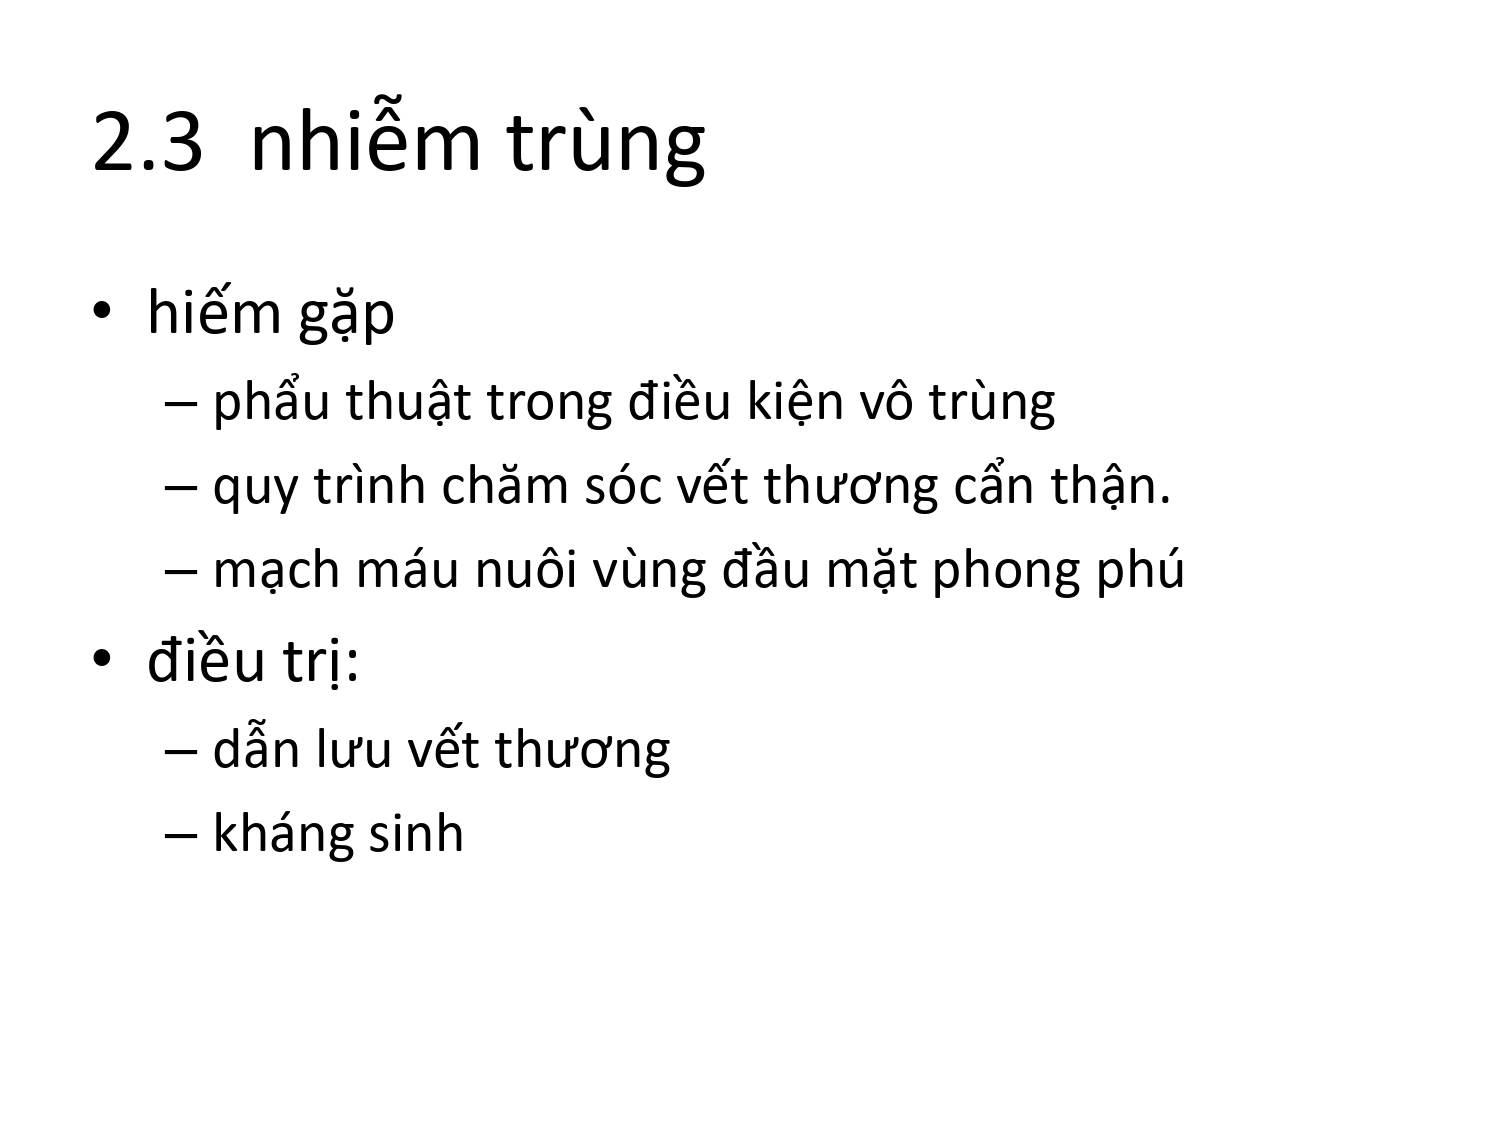 2.3 nhiễm trùng
• hiếm gặp
– phẩu thuật trong điều kiện vô trùng
– quy trình chăm sóc vết thương cẩn thận.
– mạch máu nuôi vùng đầu mặt phong phú
• điều trị:
– dẫn lưu vết thương
– kháng sinh